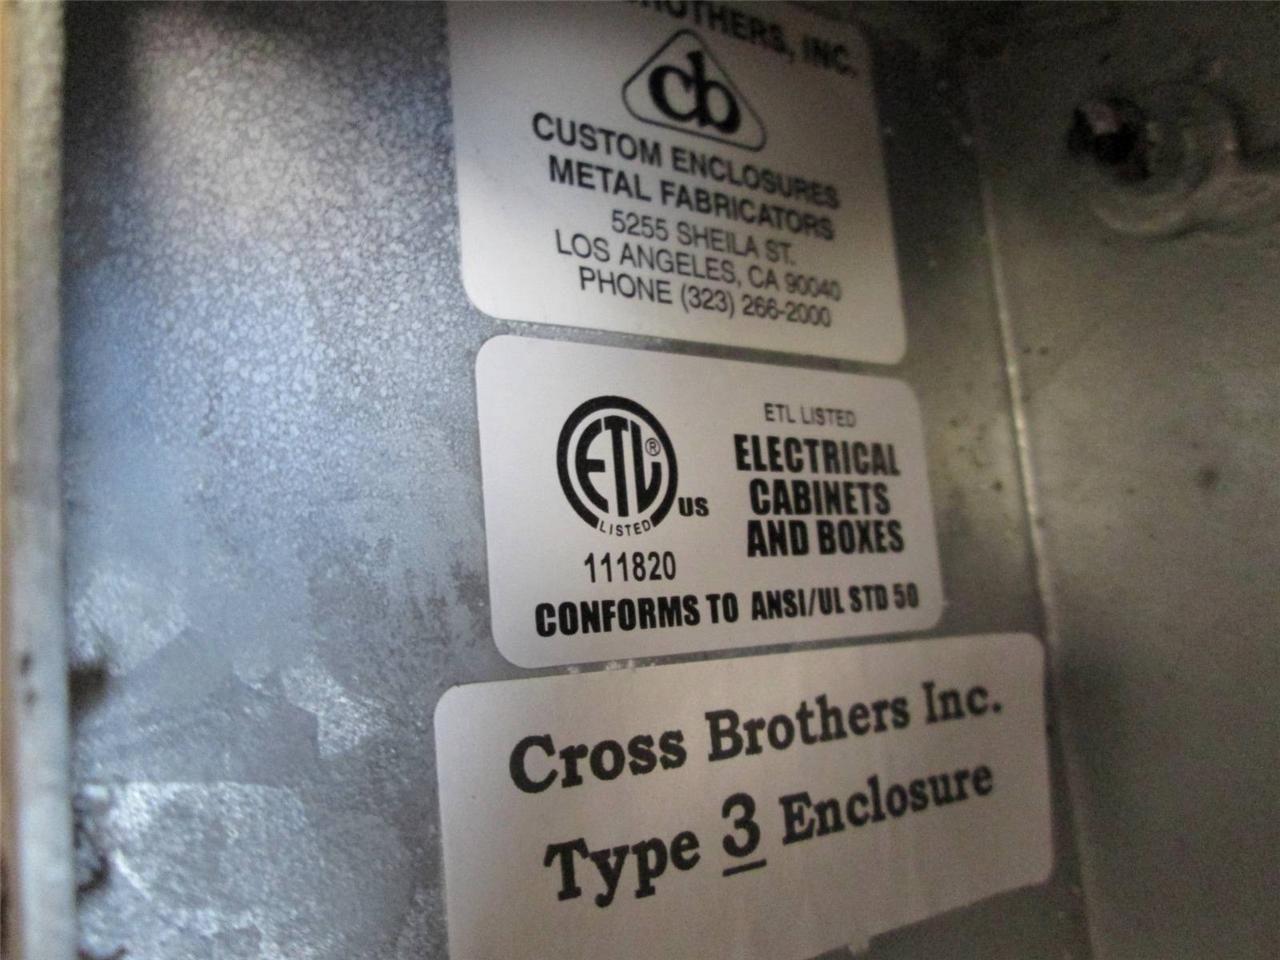 BROTHERS, INC.
cb
CUSTOM ENCLOSURES
METAL FABRICATORS
5255 SHEILA ST.
LOS ANGELES, CA 90040
PHONE (323) 266-2000
ETL®
LISTED
US
111820
ETL LISTED
ELECTRICAL
CABINETS
AND BOXES
CONFORMS TO ANSI/UL STD 50
Cross Brothers Inc.
Type 3 Enclosure